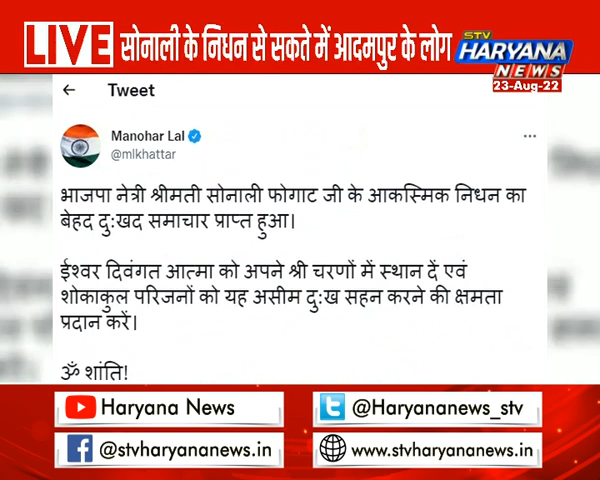 LIVE सोनाली के निधन से सकते में आदमपुर के लोग
STV
HARYANA
NEWS
23-Aug-22
Tweet
Manohar Lal
@mlkhattar
भाजपा नेत्री श्रीमती सोनाली फोगाट जी के आकस्मिक निधन का
बेहद दुःखद समाचार प्राप्त हुआ।
ईश्वर दिवंगत आत्मा को अपने श्री चरणों में स्थान दें एवं
शोकाकुल परिजनों को यह असीम दुःख सहन करने की क्षमता
प्रदान करें।
ॐ शांति!
Haryana News
@Haryananews_stv
@stvharyananews.in
www.stvharyananews.in